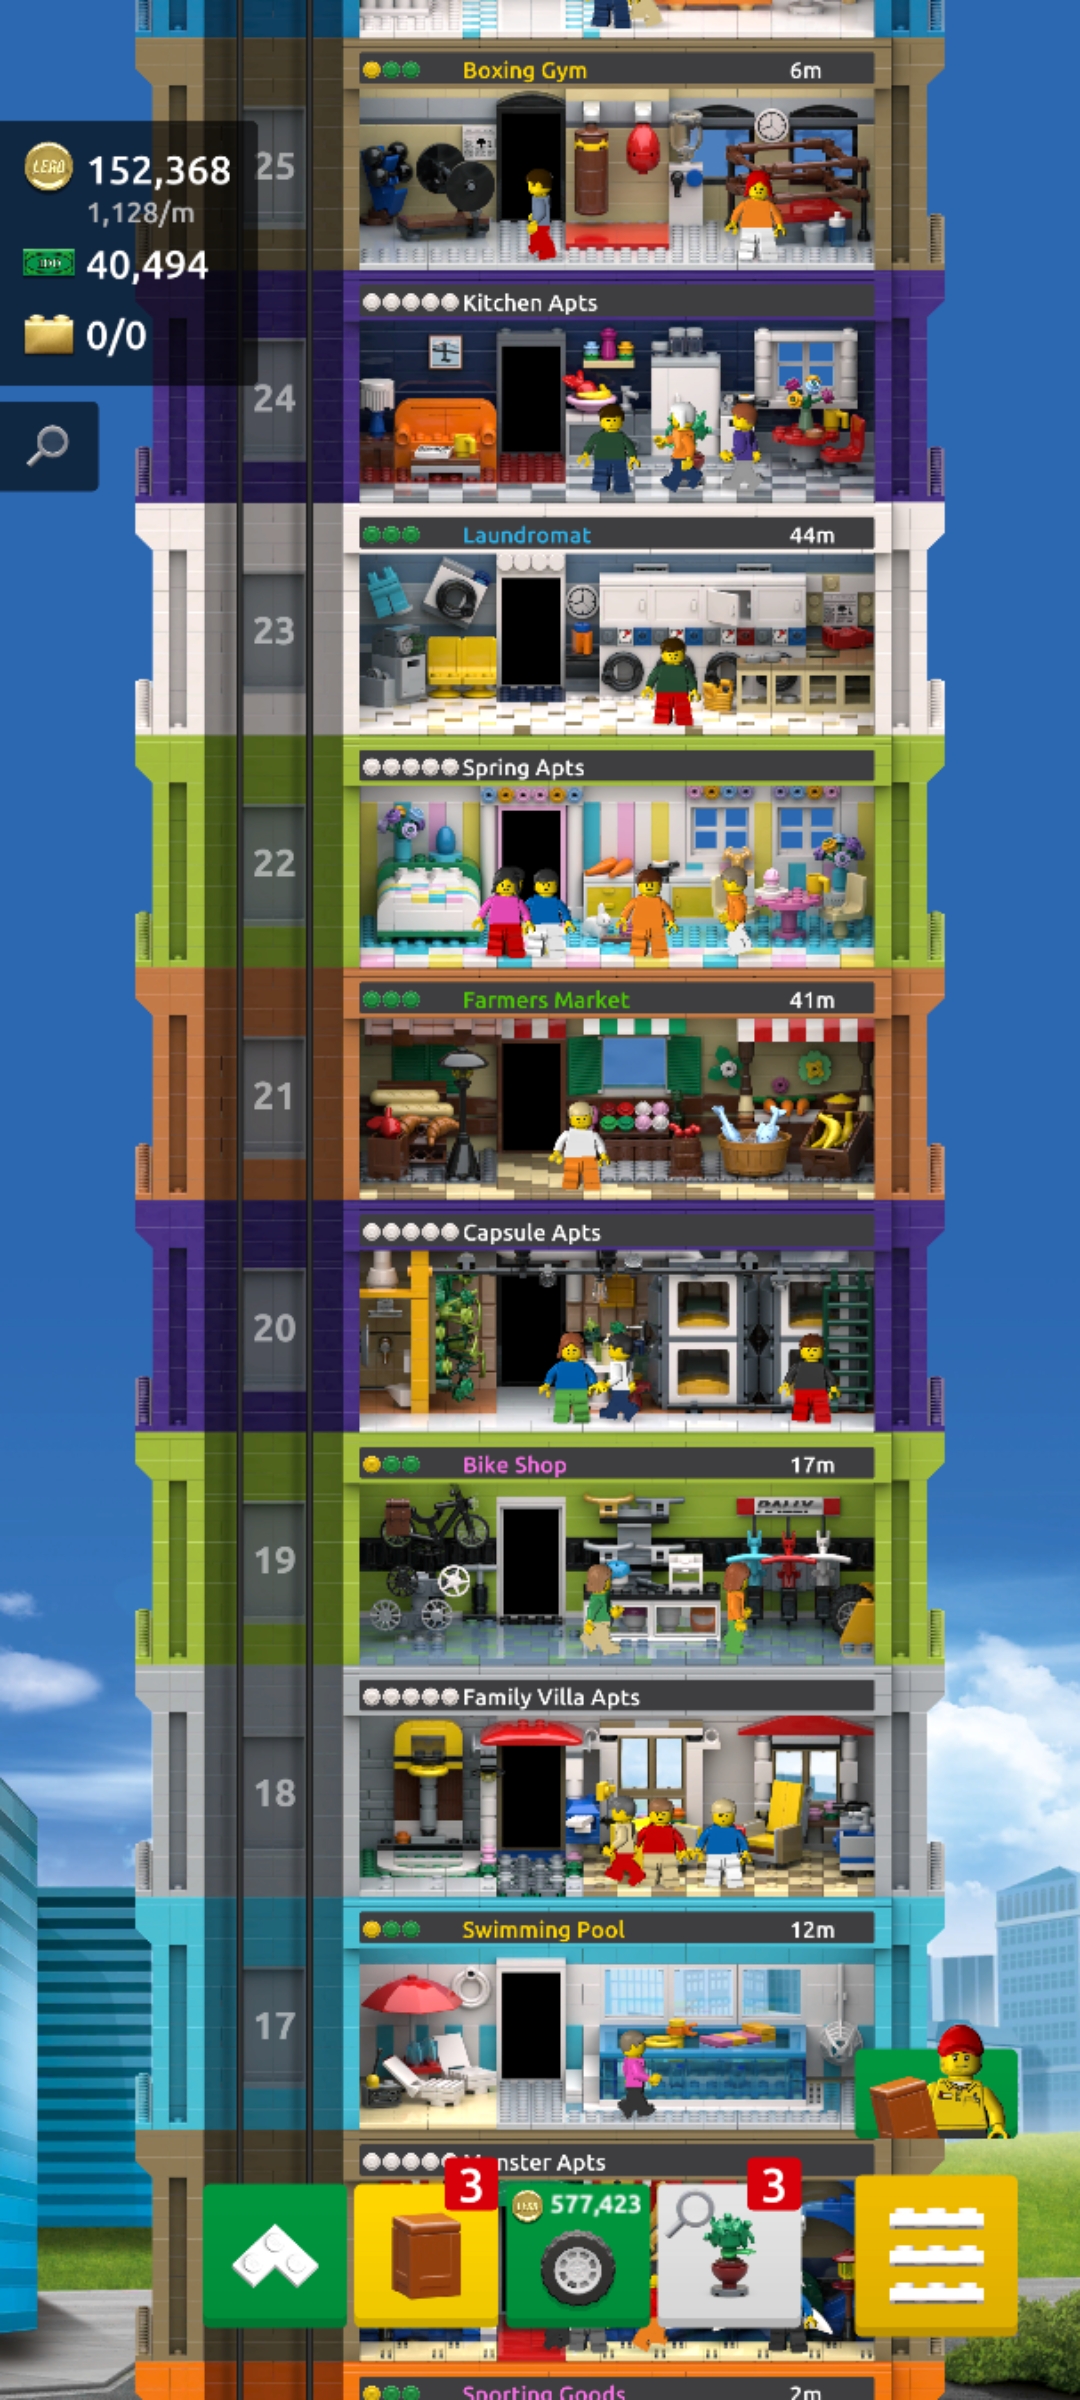 Boxing Gym 6m
25
LEGO 152,368
1,128/m
40,494
0/0
Kitchen Apts
24
Laundromat 44m
23
Spring Apts
22
Farmers Market 41m
21
Capsule Apts
20
Bike Shop 17m
RALLY
19
Family Villa Apts
18
Swimming Pool 12m
17
nster Apts
3
577,423
3
Sporting Goods 2m